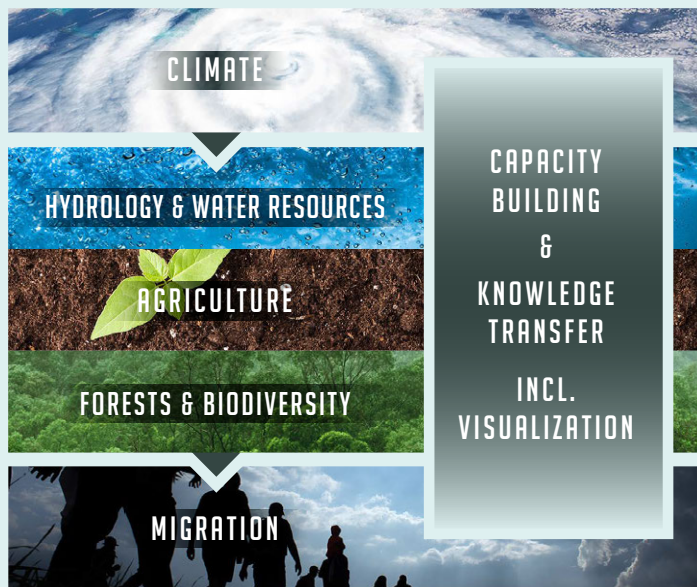 CLIMATE
HYDROLOGY & WATER RESOURCES
AGRICULTURE
FORESTS & BIODIVERSITY
MIGRATION
CAPACITY
BUILDING
&
KNOWLEDGE
TRANSFER
INCL.
VISUALIZATION